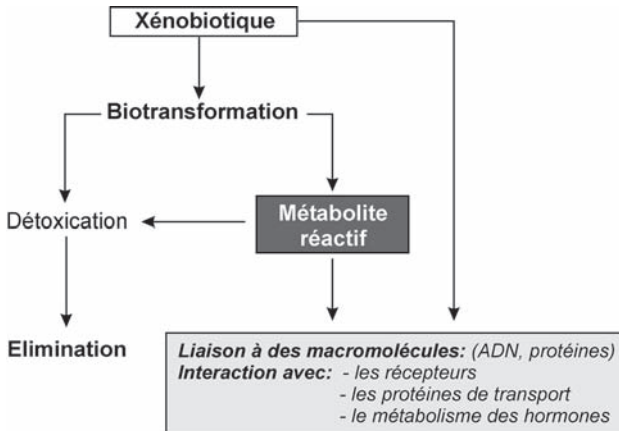 Xénobiotique
Biotransformation
Détoxication
Métabolite
réactif
Elimination
Liaison à des macromolécules: (ADN, protéines)
Interaction avec: - les récepteurs
- les protéines de transport
- le métabolisme des hormones